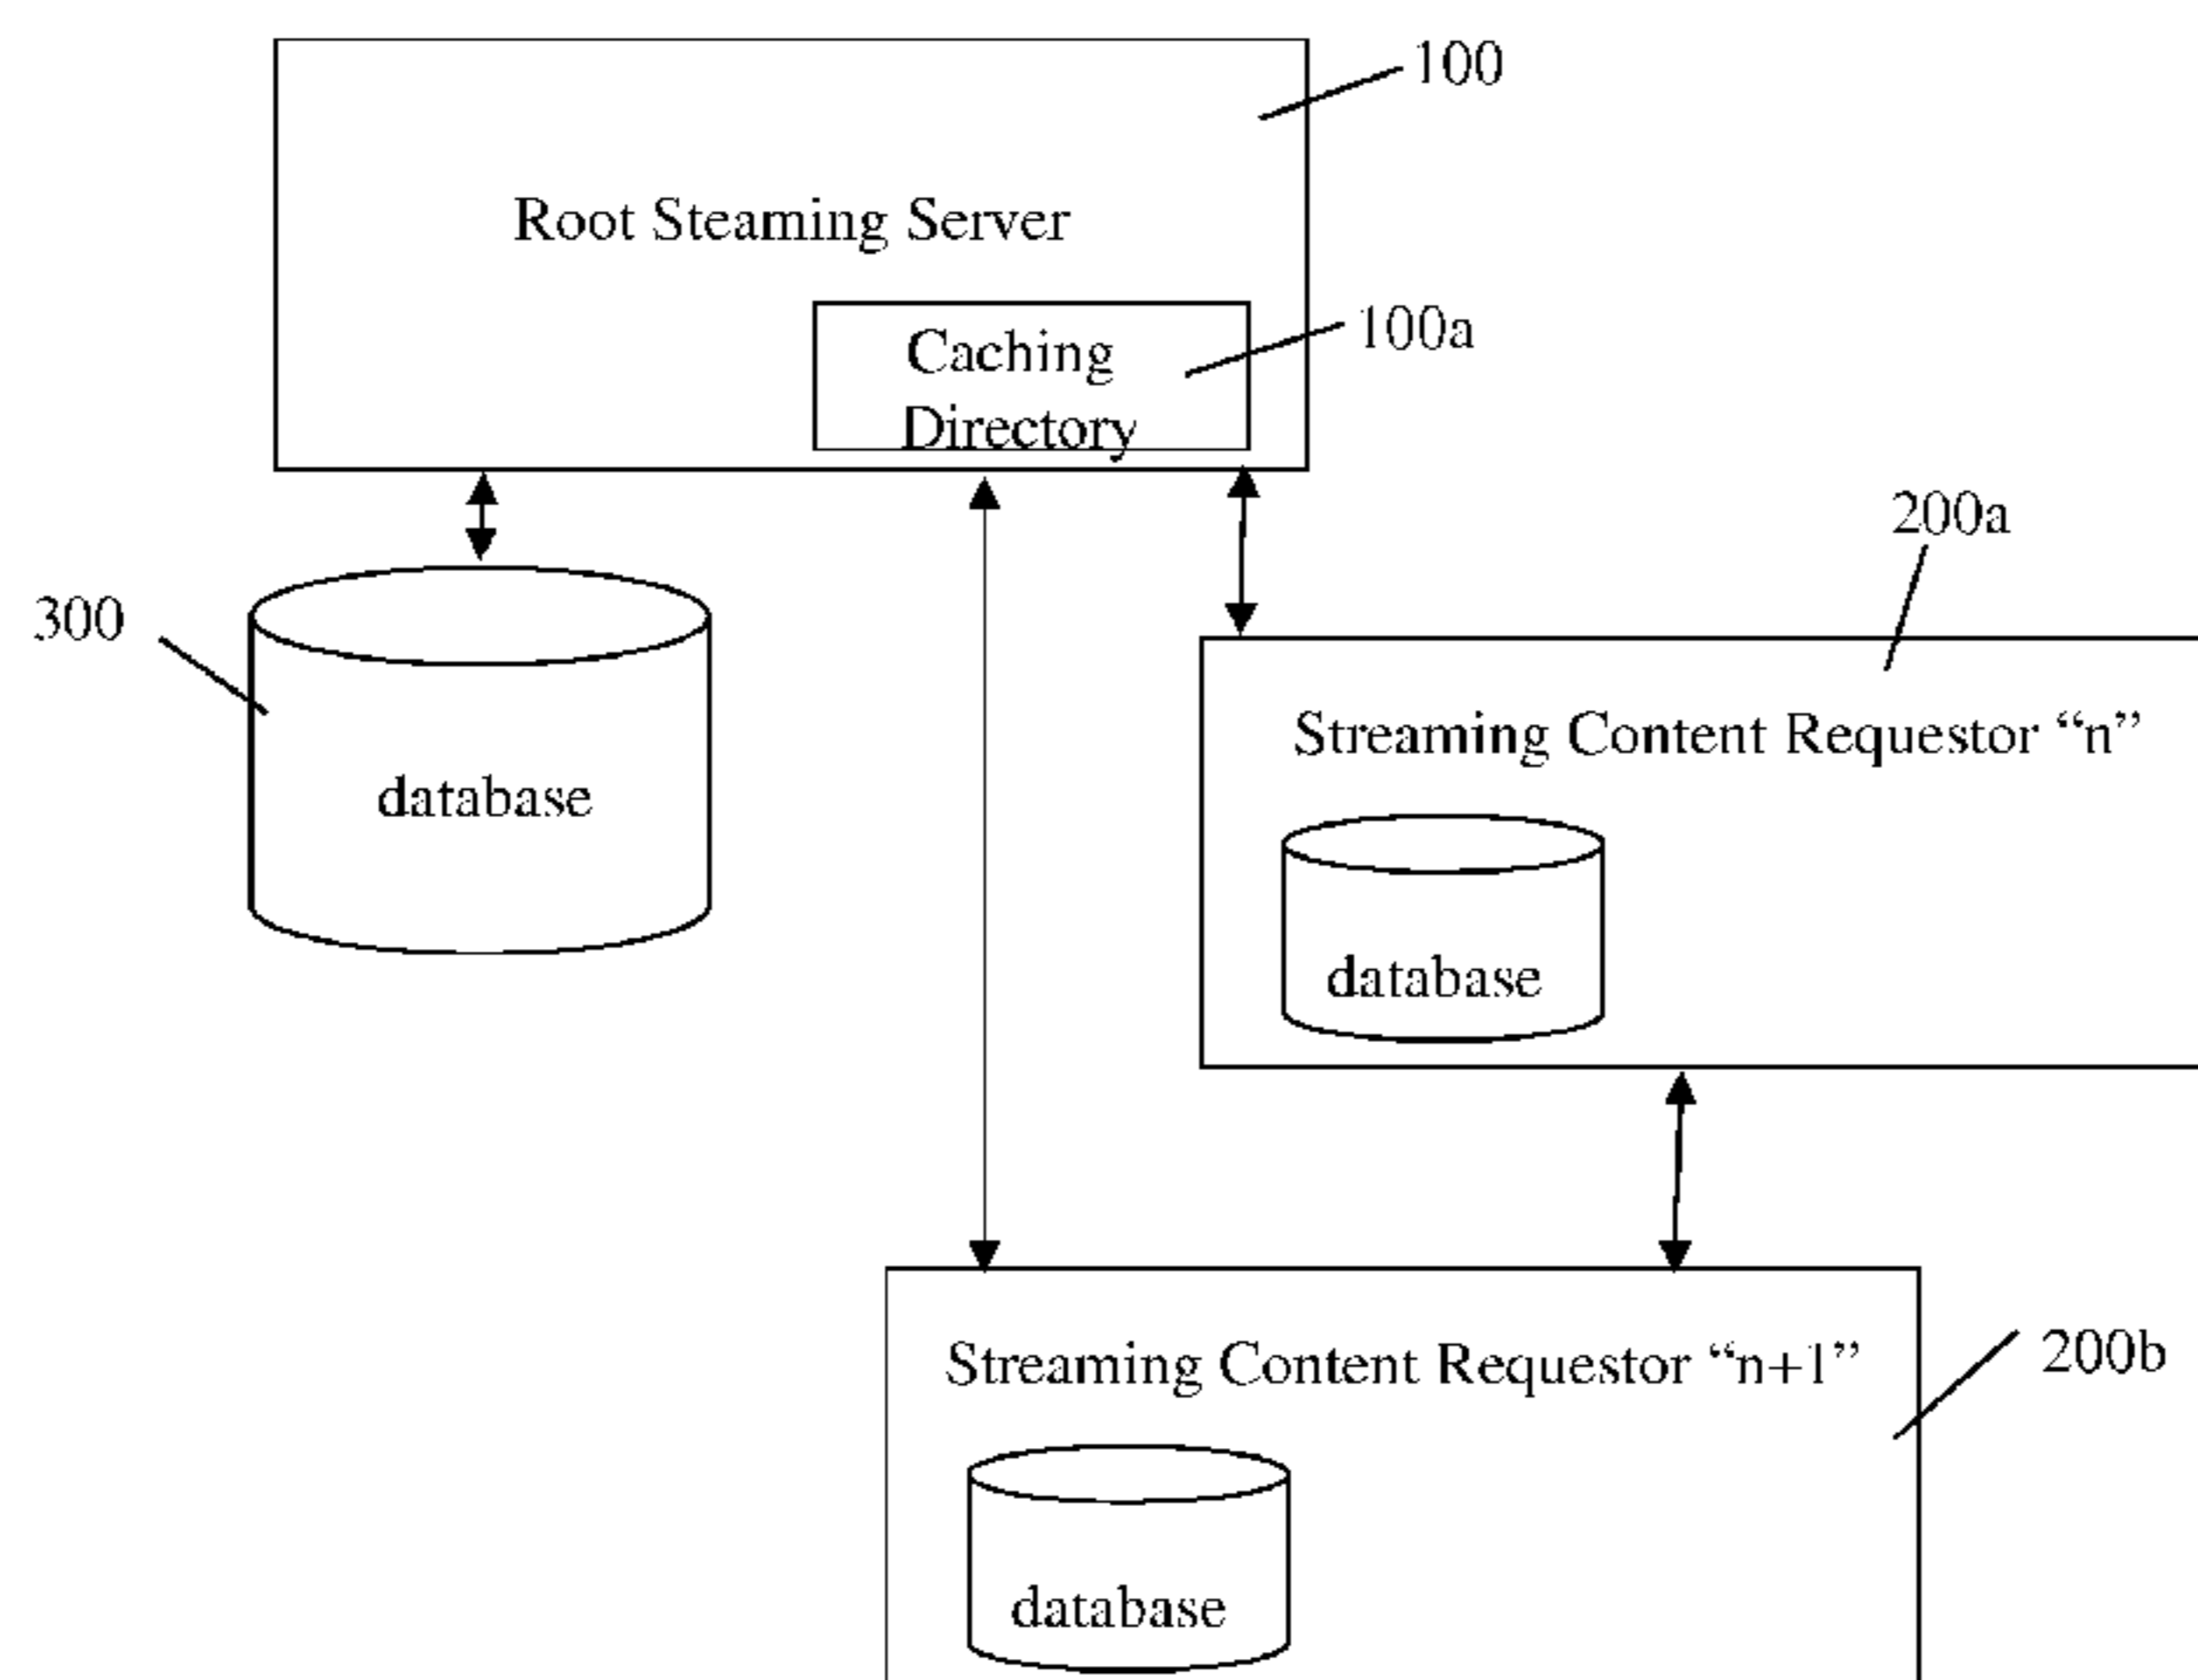 100
Root Steaming Server
100a
Caching
Directory
200a
300
Streaming Content Requestor “n”
database
database
200b
Streaming Content Requestor “n+1”
database